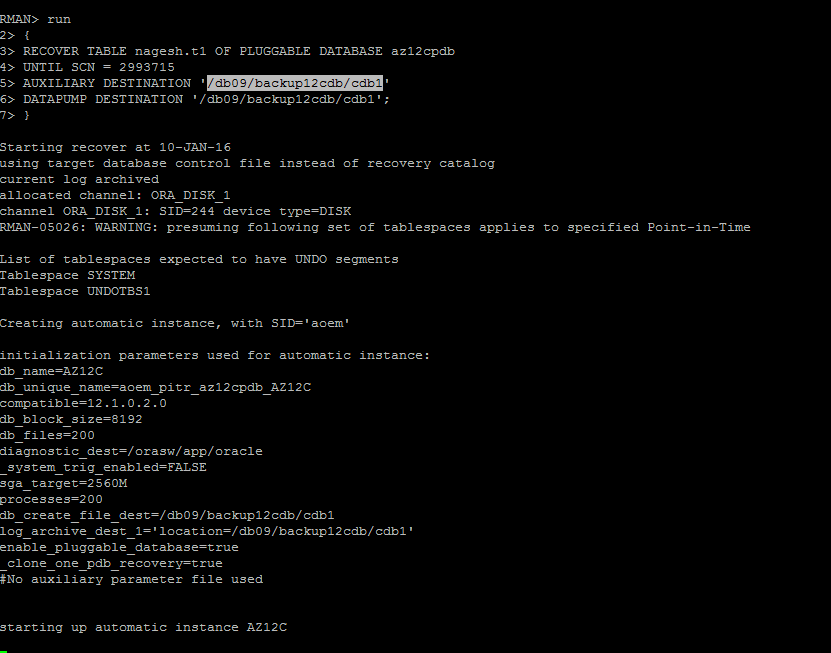 RMAN> run
2> {
3> RECOVER TABLE nagesh.t1 OF PLUGGABLE DATABASE az12cpdb
4> UNTIL SCN = 2993715
5> AUXILIARY DESTINATION '/db09/backup12cdb/cdb1'
6> DATAPUMP DESTINATION '/db09/backup12cdb/cdb1';
7> }
Starting recover at 10-JAN-16
using target database control file instead of recovery catalog
current log archived
allocated channel: ORA_DISK_1
channel ORA_DISK_1: SID=244 device type=DISK
RMAN-05026: WARNING: presuming following set of tablespaces applies to specified Point-in-Time
List of tablespaces expected to have UNDO segments
Tablespace SYSTEM
Tablespace UNDOTBS1
Creating automatic instance, with SID='aoem'
initialization parameters used for automatic instance:
db_name=AZ12C
db_unique_name=aoem_pitr_az12cpdb_AZ12C
compatible=12.1.0.2.0
db_block_size=8192
db_files=200
diagnostic_dest=/orasw/app/oracle
_system_trig_enabled=FALSE
sga_target=2560M
processes=200
db_create_file_dest=/db09/backup12cdb/cdb1
log_archive_dest_1='location=/db09/backup12cdb/cdb1'
enable_pluggable_database=true
_clone_one_pdb_recovery=true
#No auxiliary parameter file used
starting up automatic instance AZ12C